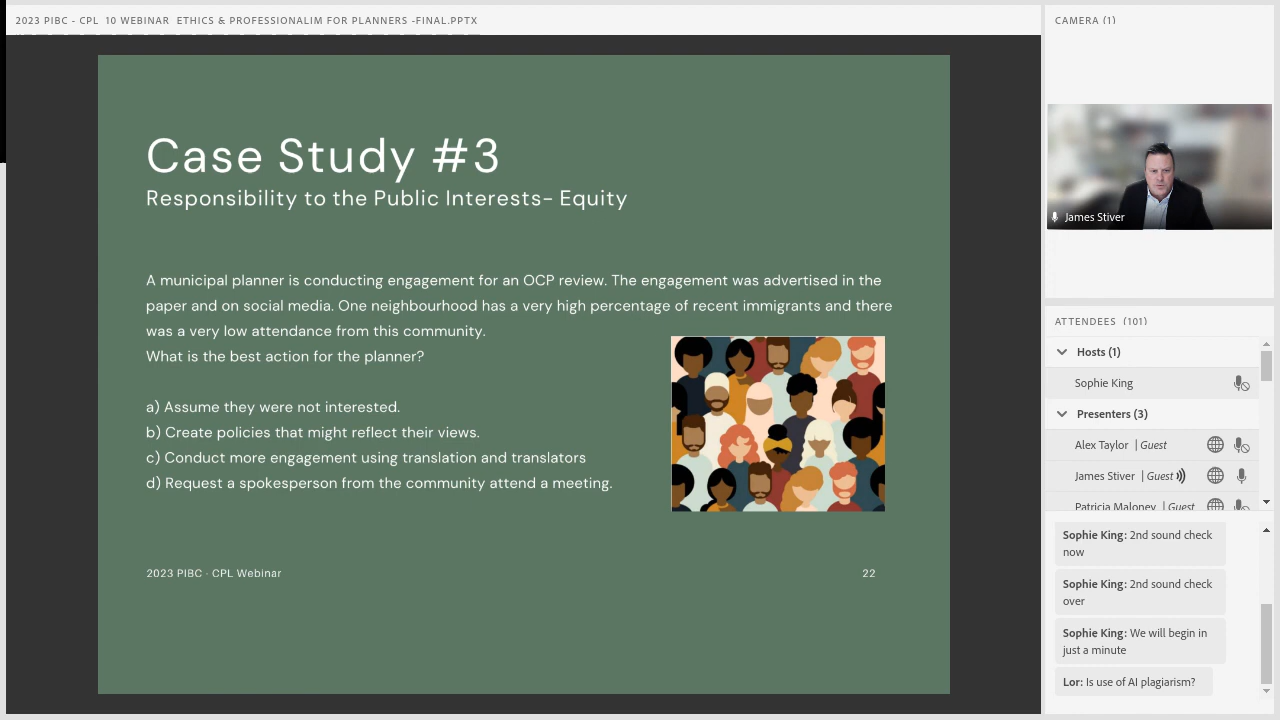 2023 PIBC - CPL 10 WEBINAR ETHICS & PROFESSIONALIM FOR PLANNERS -FINAL.PPTX
Case Study #3
Responsibility to the Public Interests- Equity
A municipal planner is conducting engagement for an OCP review. The engagement was advertised in the
paper and on social media. One neighbourhood has a very high percentage of recent immigrants and there
was a very low attendance from this community.
What is the best action for the planner?
a) Assume they were not interested.
b) Create policies that might reflect their views.
c) Conduct more engagement using translation and translators
d) Request a spokesperson from the community attend a meeting.
2023 PIBC · CPL Webinar
22
CAMERA (1)
James Stiver
ATTENDEES (101)
Hosts (1)
Sophie King
Presenters (3)
Alex Taylor | Guest
James Stiver | Guest
Patricia Maloney | Guest
Sophie King: 2nd sound check
now
Sophie King: 2nd sound check
over
Sophie King: We will begin in
just a minute
Lor: Is use of AI plagiarism?